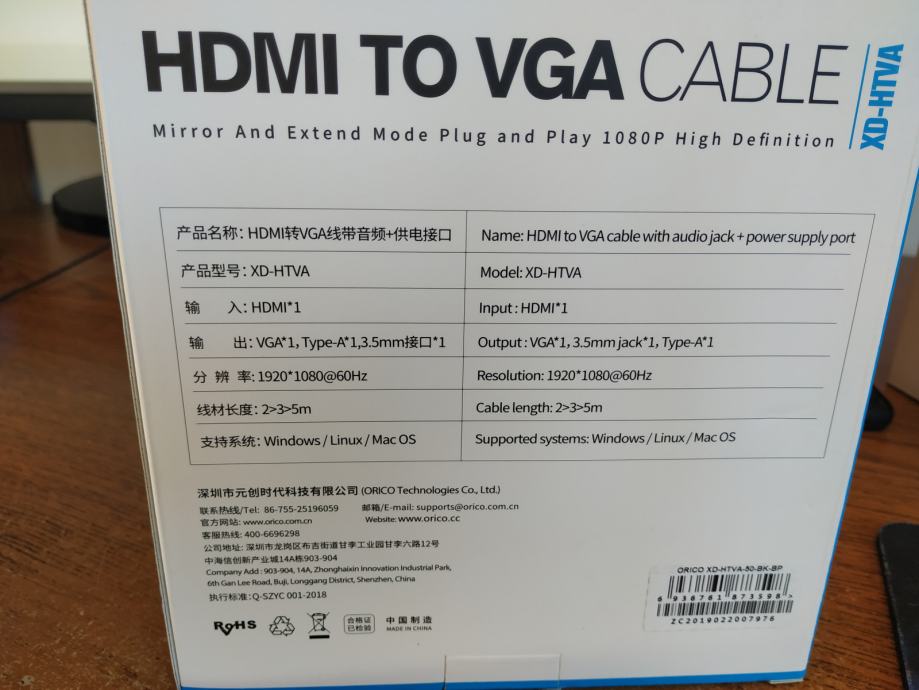 HDMI TO VGA CABLE
XD-HTVA
Mirror And Extend Mode Plug and Play 1080P High Definition
产品名称: HDMI转VGA线带音频+供电接口
Name: HDMI to VGA cable with audio jack + power supply port
产品型号: XD-HTVA
Model: XD-HTVA
输 入: HDMI*1
Input : HDMI*1
输 出: VGA*1, Type-A*1,3.5mm接口*1
Output : VGA*1, 3.5mm jack*1, Type-A*1
分 辨 率: 1920*1080@60Hz
Resolution: 1920*1080@60Hz
线材长度: 2>3>5m
Cable length: 2>3>5m
支持系统: Windows / Linux / Mac OS
Supported systems: Windows / Linux / Mac OS
深圳市元创时代科技有限公司 (ORICO Technologies Co., Ltd.)
联系热线/Tel: 86-755-25196059 邮箱/E-mail: supports@orico.com.cn
官方网站: www.orico.com.cn Website: www.orico.cc
客服热线: 400-6696298
公司地址: 深圳市龙岗区布吉街道甘李工业园甘李六路12号
中海信创新产业城14A栋903-904
Company Add : 903-904, 14A, Zhonghaixin Innovation Industrial Park,
6th Gan Lee Road, Buji, Longgang District, Shenzhen, China
执行标准: Q-SZYC 001-2018
RoHS
合格证
已检验
中国制造
MADE IN CHINA
ORICO XD-HTVA-50-BK-BP
6 936761 873598 >
ZC2019022007976